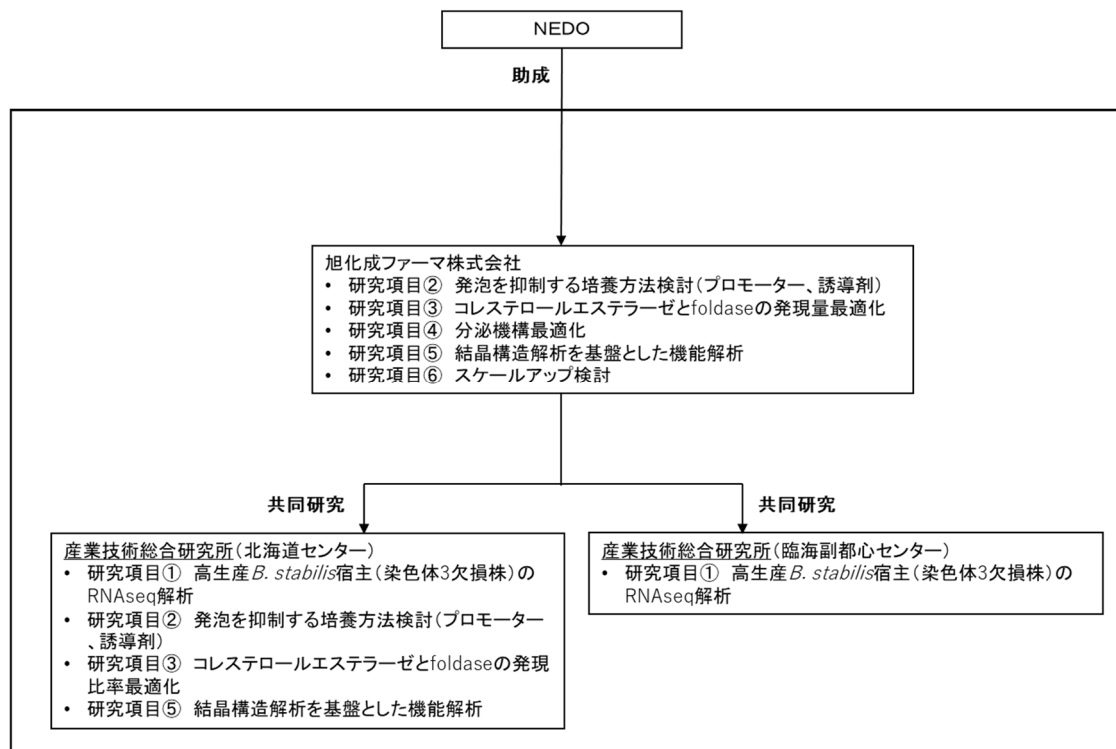 NEDO
助成
旭化成ファーマ株式会社
• 研究項目② 発泡を抑制する培養方法検討(プロモーター、誘導剤)
• 研究項目③ コレステロールエステラーゼとfoldaseの発現量最適化
• 研究項目④ 分泌機構最適化
• 研究項目⑤ 結晶構造解析を基盤とした機能解析
• 研究項目⑥ スケールアップ検討
共同研究
共同研究
産業技術総合研究所(北海道センター)
• 研究項目① 高生産B. stabilis宿主(染色体3欠損株)の
RNAseq解析
• 研究項目② 発泡を抑制する培養方法検討(プロモーター
、誘導剤)
• 研究項目③ コレステロールエステラーゼとfoldaseの発現
比率最適化
• 研究項目⑤ 結晶構造解析を基盤とした機能解析
産業技術総合研究所(臨海副都心センター)
• 研究項目① 高生産B. stabilis宿主(染色体3欠損株)の
RNAseq解析